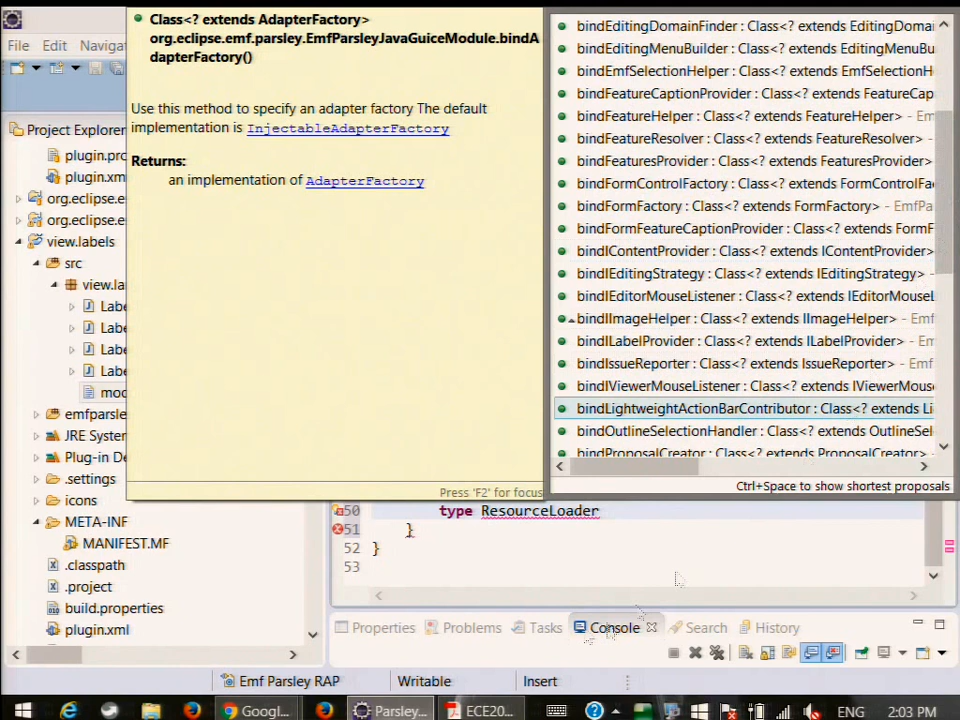 File Edit Navigat
Project Explorer
plugin.pro
plugin.xm
org.eclipse.e
org.eclipse.e
view.labels
src
view.la
Labe
Labe
Labe
Labe
moc
emfparsle
JRE System
Plug-in De
.settings
icons
META-INF
MANIFEST.MF
.classpath
.project
build.properties
plugin.xml
Class<? extends AdapterFactory>
org.eclipse.emf.parsley.EmfParsleyJavaGuiceModule.bindA
dapterFactory()
Use this method to specify an adapter factory The default
implementation is InjectableAdapterFactory
Returns:
an implementation of AdapterFactory
Press 'F2' for focus
bindEditingDomainFinder : Class<? extends EditingDomai
bindEditingMenuBuilder : Class<? extends EditingMenuBu
bindEmfSelectionHelper : Class<? extends EmfSelectionH
bindFeatureCaptionProvider : Class<? extends FeatureCap
bindFeatureHelper : Class<? extends FeatureHelper> - Em
bindFeatureResolver : Class<? extends FeatureResolver>
bindFeaturesProvider : Class<? extends FeaturesProvider>
bindFormControlFactory : Class<? extends FormControlFa
bindFormFactory : Class<? extends FormFactory> - EmfPa
bindFormFeatureCaptionProvider : Class<? extends FormF
bindIContentProvider : Class<? extends IContentProvider>
bindIEditingStrategy : Class<? extends IEditingStrategy>
bindIEditorMouseListener : Class<? extends IEditorMouseL
bindIImageHelper : Class<? extends IImageHelper> - Emf
bindILabelProvider : Class<? extends ILabelProvider> - Em
bindIssueReporter : Class<? extends IssueReporter> - Emf
bindIViewerMouseListener : Class<? extends IViewerMous
bindLightweightActionBarContributor : Class<? extends Li
bindOutlineSelectionHandler : Class<? extends OutlineSel
bindProposalCreator : Class<? extends ProposalCreator>
Ctrl+Space to show shortest proposals
50 type ResourceLoader
51 }
52 }
53
Properties Problems Tasks Console Search History
Emf Parsley RAP Writable Insert
Googl... Parsley... ECE20... ENG 2:03 PM